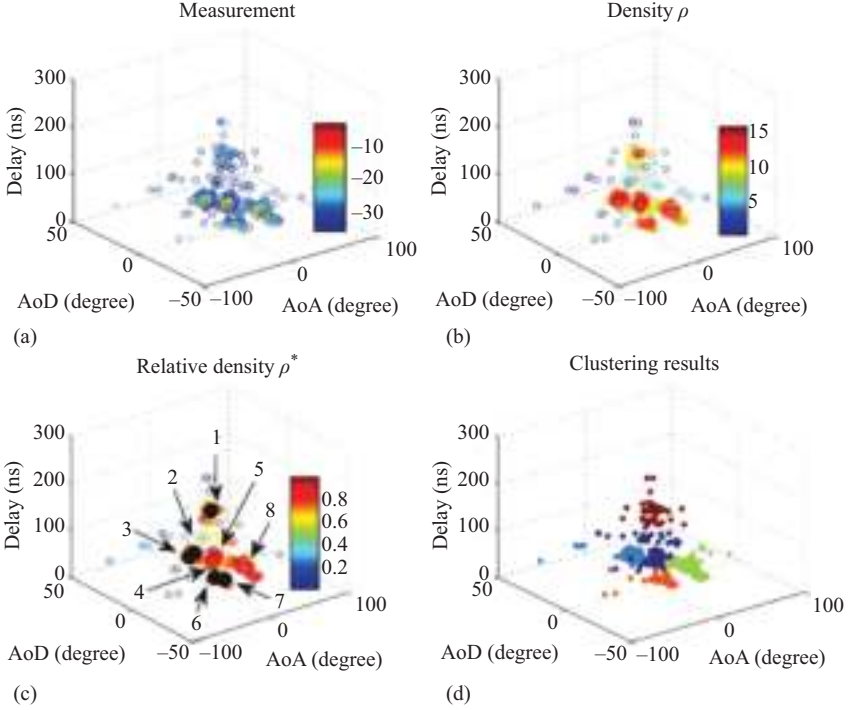 Measurement
300
200
100
0
50
0
−50
−100
0
100
Delay (ns)
AoD (degree)
AoA (degree)
−10
−20
−30
(a)
Density ρ
300
200
100
0
50
0
−50
−100
0
100
Delay (ns)
AoD (degree)
AoA (degree)
15
10
5
(b)
Relative density ρ*
300
200
100
0
50
0
−50
−100
0
100
Delay (ns)
AoD (degree)
AoA (degree)
1
2
5
3
8
4
6
7
0.8
0.6
0.4
0.2
(c)
Clustering results
300
200
100
0
50
0
−50
−100
0
100
Delay (ns)
AoD (degree)
AoA (degree)
(d)